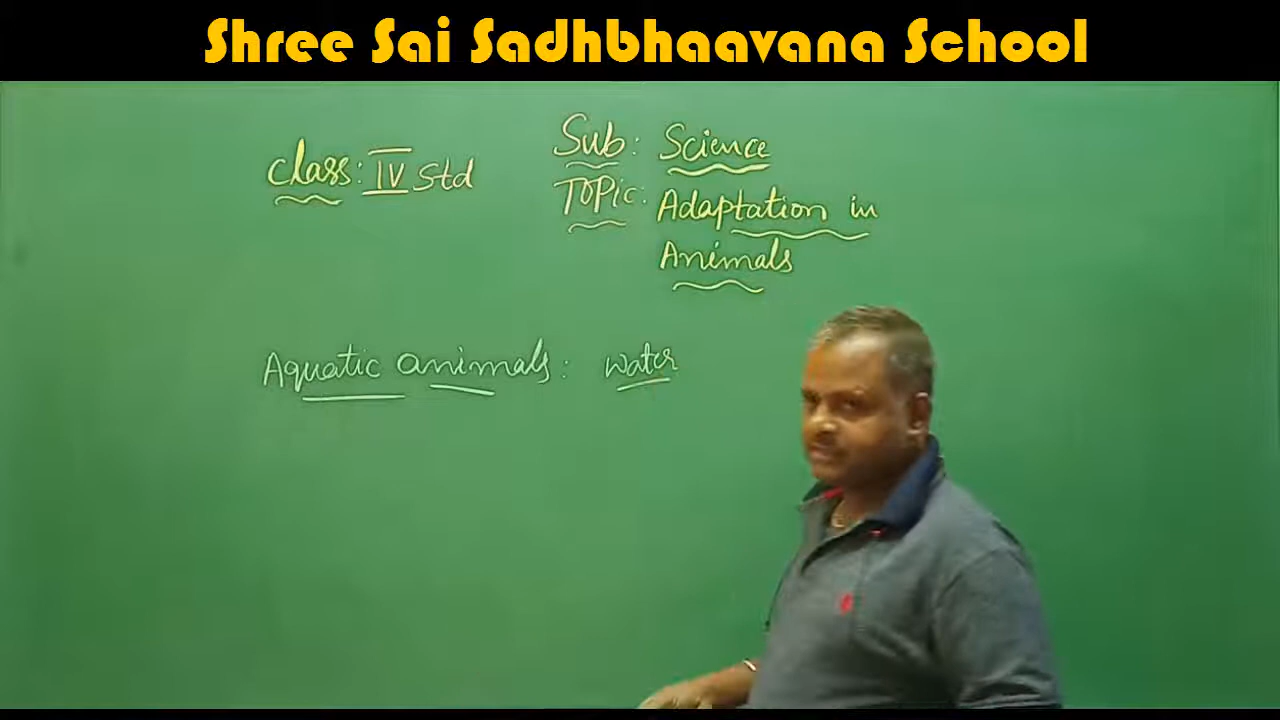 Shree Sai Sadhbhaavana School
Class: IV Std
Sub: Science
Topic: Adaptation in
Animals
Aquatic animals: water